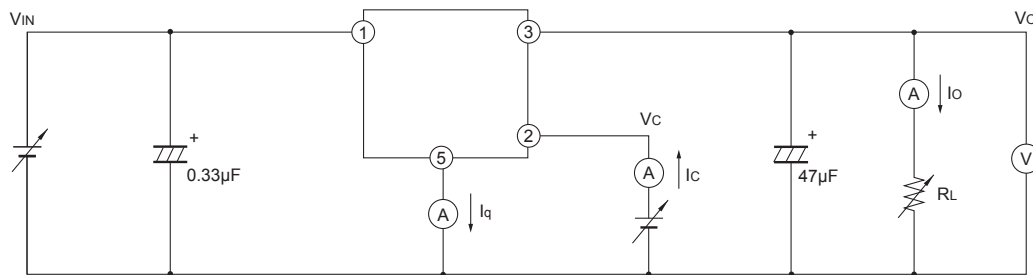 VIN
VO
1
3
A
IO
2
VC
V
+
0.33μF
5
A
IC
+
47μF
RL
A
Iq